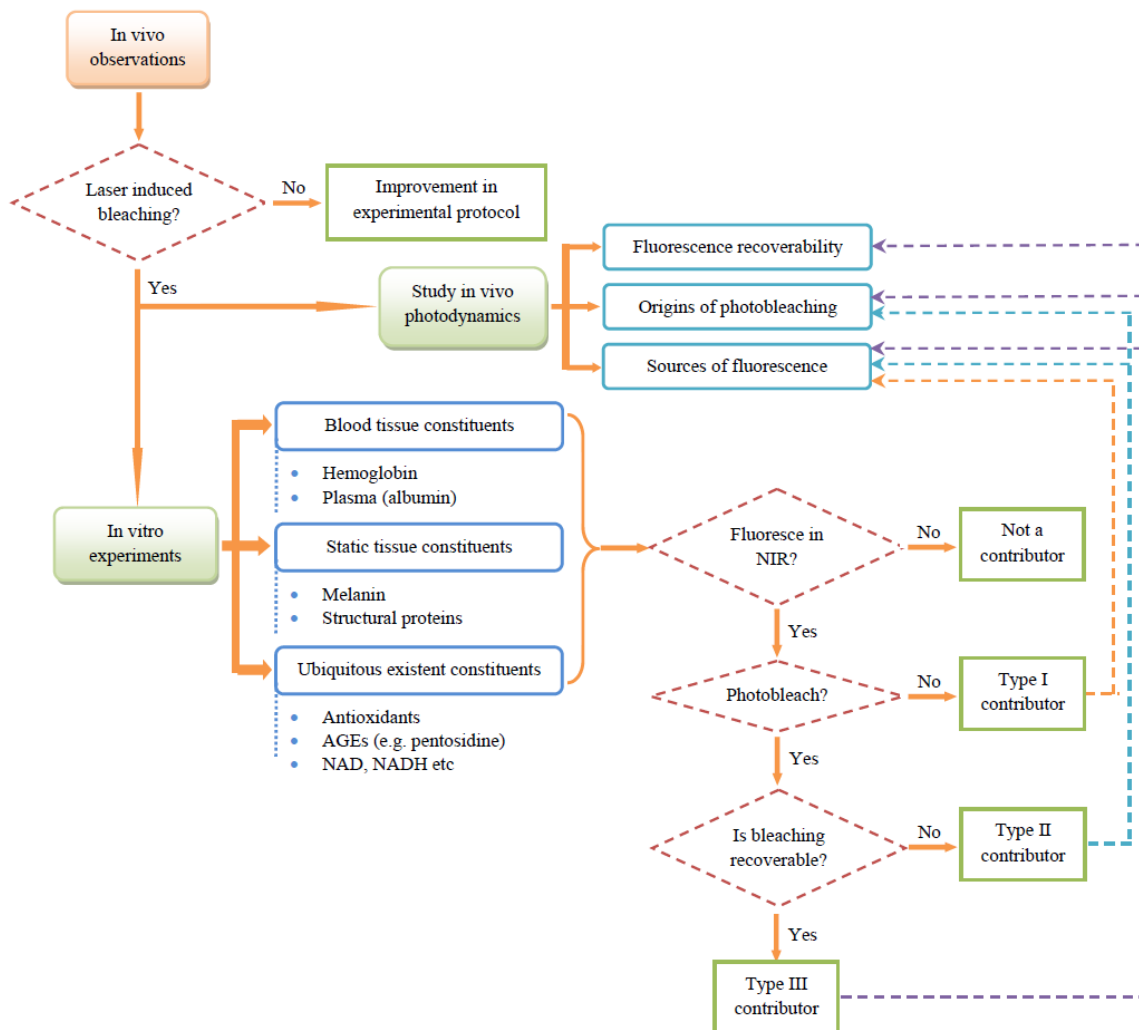 In vivo
observations
Laser induced
bleaching?
No
Improvement in
experimental protocol
Yes
Study in vivo
photodynamics
Fluorescence recoverability
Origins of photobleaching
Sources of fluorescence
In vitro
experiments
Blood tissue constituents
• Hemoglobin
• Plasma (albumin)
Static tissue constituents
• Melanin
• Structural proteins
Ubiquitous existent constituents
• Antioxidants
• AGEs (e.g. pentosidine)
• NAD, NADH etc
Fluoresce in
NIR?
No
Not a
contributor
Yes
Photobleach?
No
Type I
contributor
Yes
Is bleaching
recoverable?
No
Type II
contributor
Yes
Type III
contributor